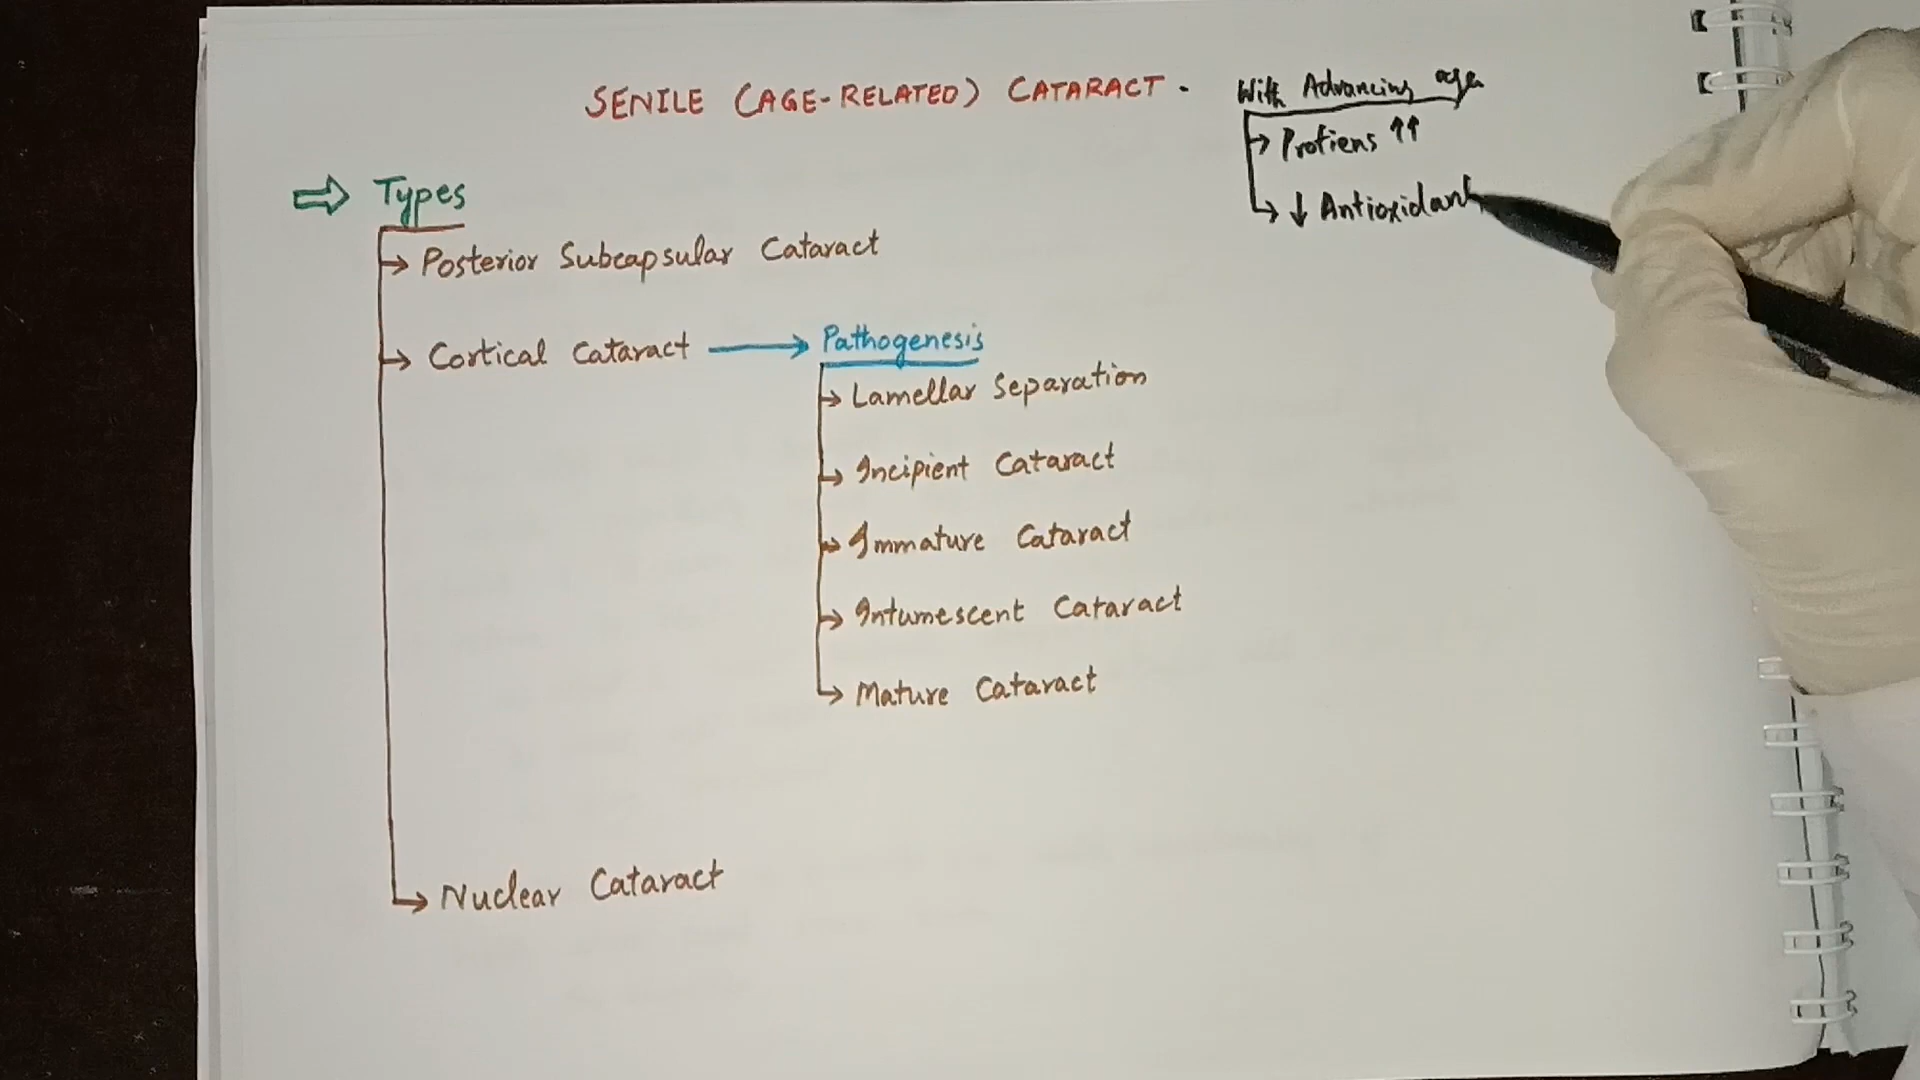 SENILE (AGE-RELATED) CATARACT.
With Advancing age
→ Protiens ↑↑
→ ↓ Antioxidant
⇒ Types
→ Posterior Subcapsular Cataract
→ Cortical Cataract → Pathogenesis
→ Lamellar Separation
→ Incipient Cataract
→ Immature Cataract
→ Intumescent Cataract
→ Mature Cataract
→ Nuclear Cataract